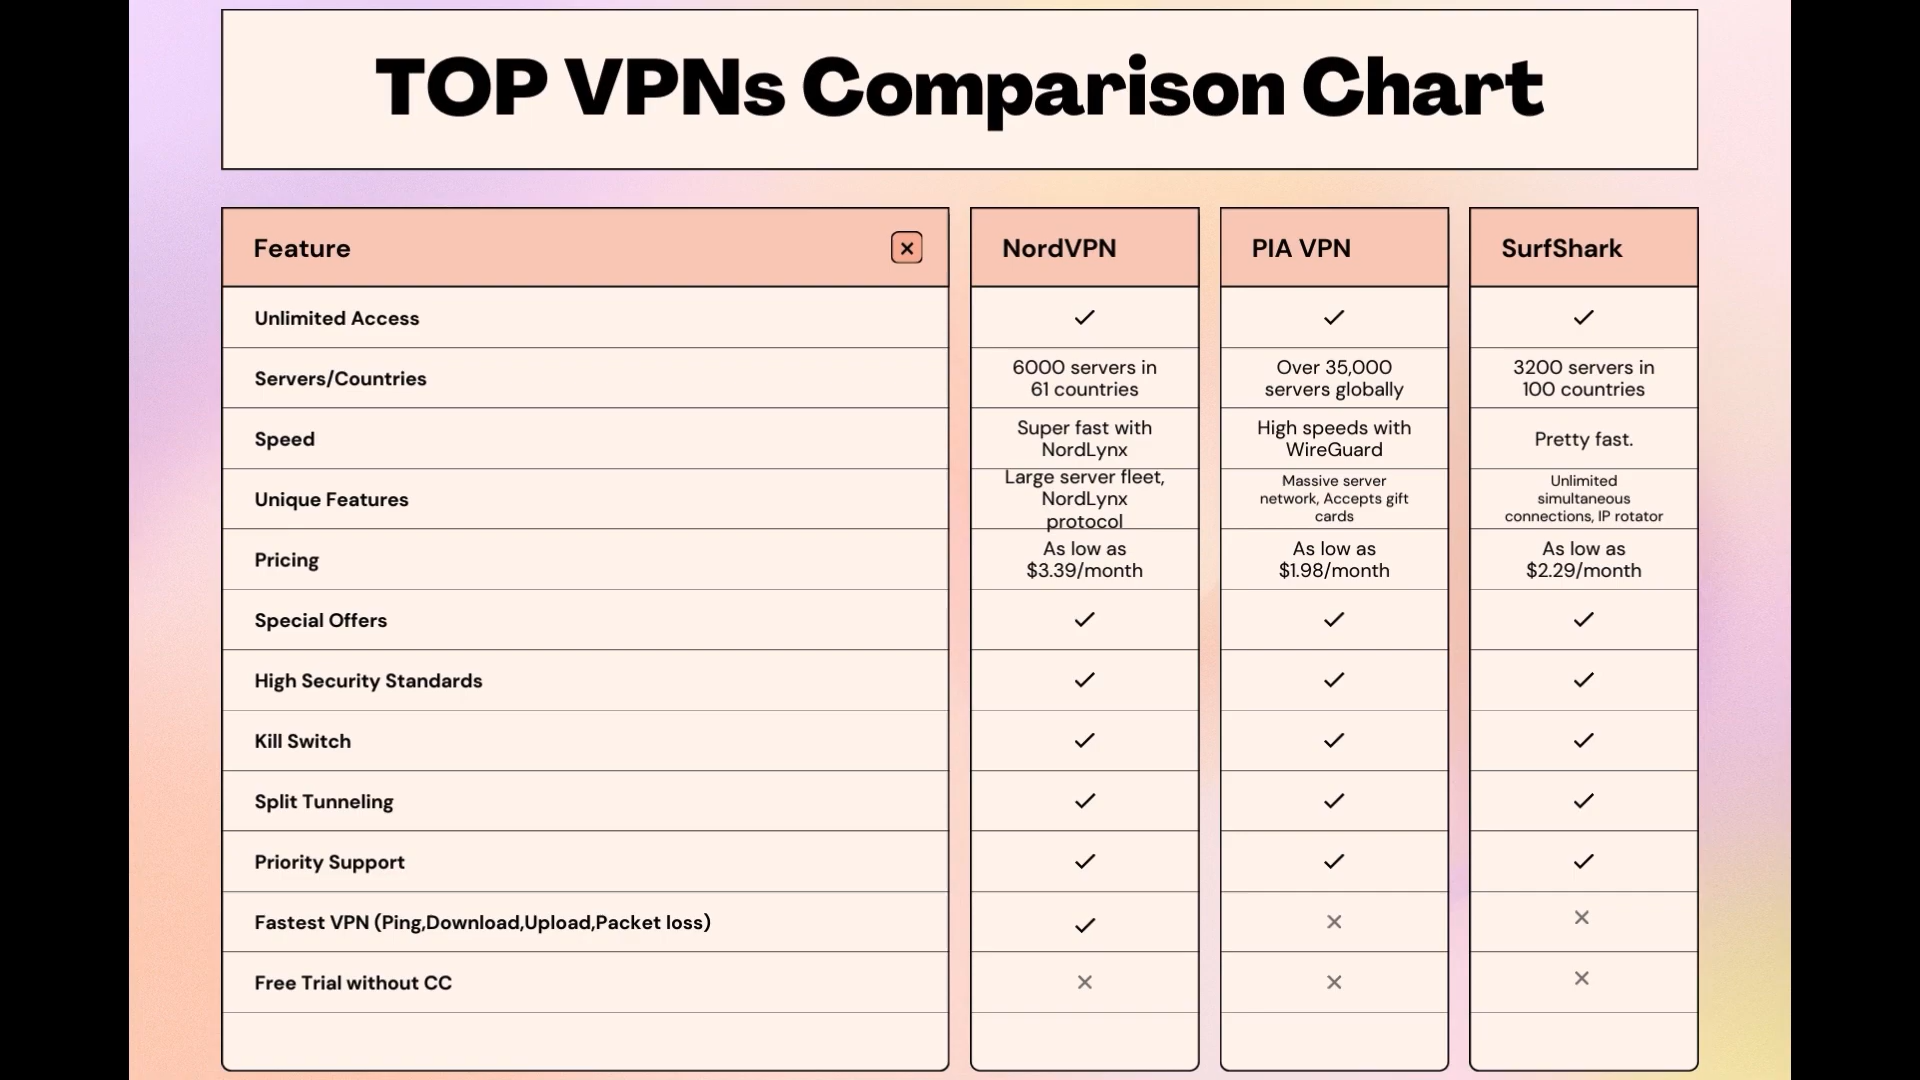 TOP VPNs Comparison Chart
Feature
NordVPN
PIA VPN
SurfShark
Unlimited Access
Servers/Countries
6000 servers in
61 countries
Over 35,000
servers globally
3200 servers in
100 countries
Speed
Super fast with
NordLynx
High speeds with
WireGuard
Pretty fast.
Unique Features
Large server fleet,
NordLynx
protocol
Massive server
network, Accepts gift
cards
Unlimited
simultaneous
connections, IP rotator
Pricing
As low as
$3.39/month
As low as
$1.98/month
As low as
$2.29/month
Special Offers
High Security Standards
Kill Switch
Split Tunneling
Priority Support
Fastest VPN (Ping,Download,Upload,Packet loss)
Free Trial without CC